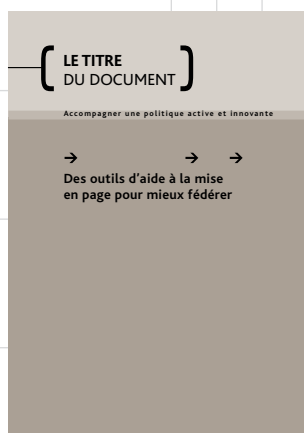 LE TITRE
DU DOCUMENT
Accompagner une politique active et innovante
→ → →
Des outils d'aide à la mise
en page pour mieux fédérer